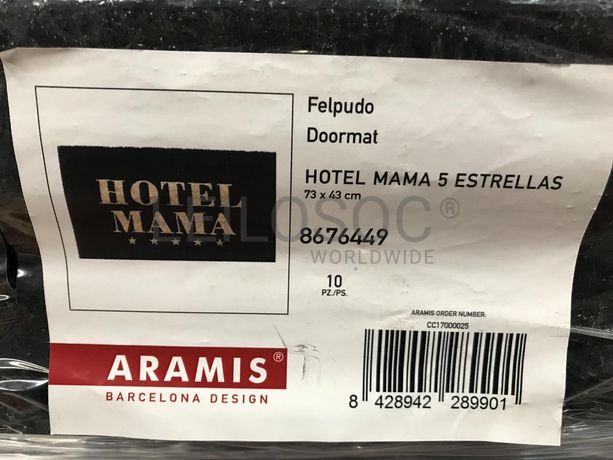 Felpudo
Doormat
HOTEL MAMA 5 ESTRELLAS
73 x 43 cm
8676449
10
PZ./PS.
HOTEL
MAMA
LEILOSOC®
WORLDWIDE
ARAMIS ORDER NUMBER:
CC17000025
8 428942 289901
ARAMIS®
BARCELONA DESIGN